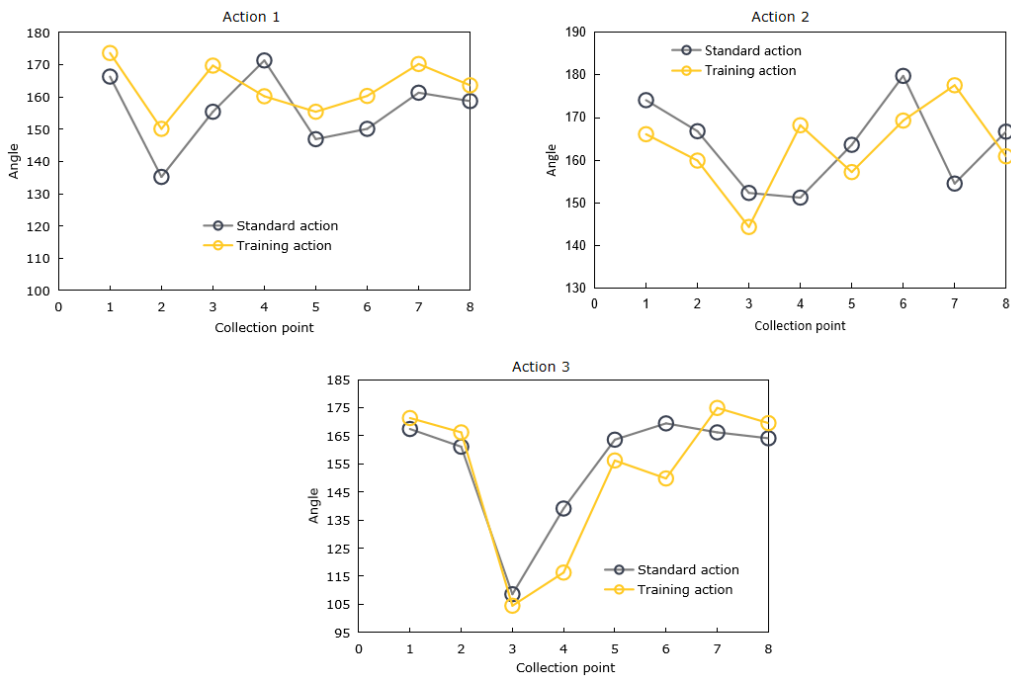 Action 1
180
170
160
150
140
130
120
110
100
Angle
Standard action
Training action
0 1 2 3 4 5 6 7 8
Collection point
Action 2
190
180
170
160
150
140
130
Angle
Standard action
Training action
0 1 2 3 4 5 6 7 8
Collection point
Action 3
185
175
165
155
145
135
125
115
105
95
Angle
Standard action
Training action
0 1 2 3 4 5 6 7 8
Collection point